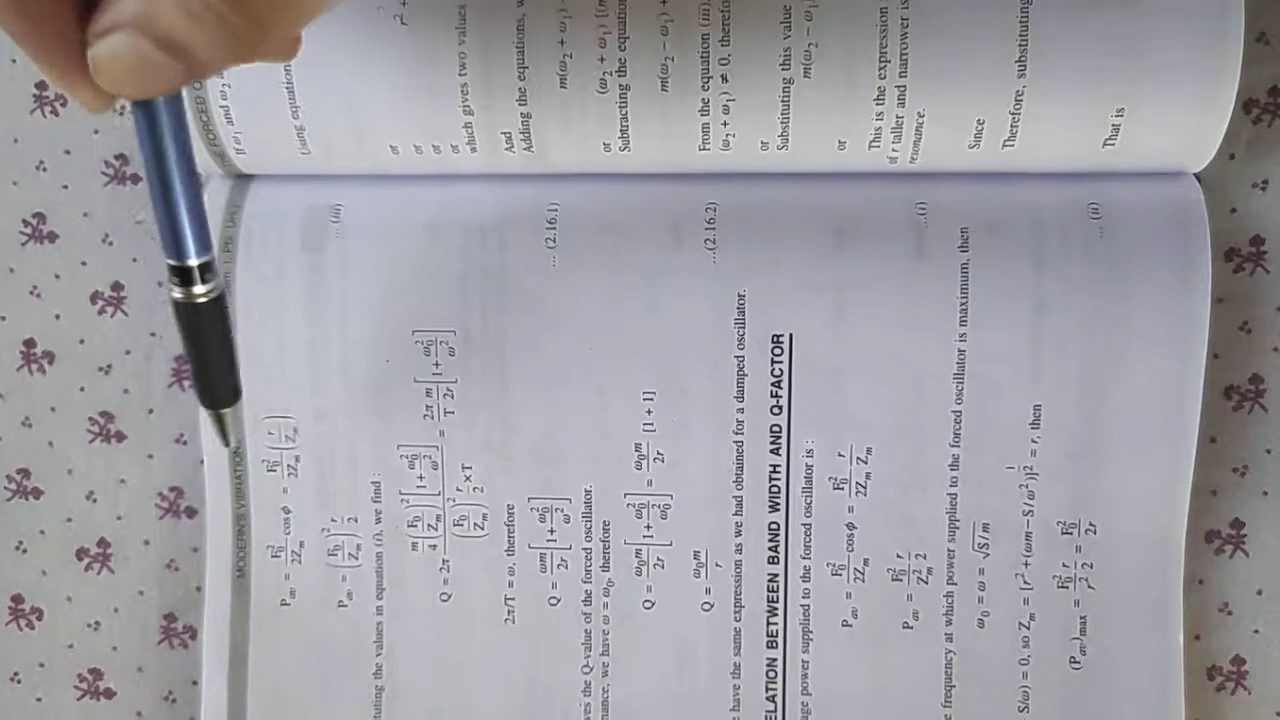 MODERN'S VIBRATION
P_av = F₀²/2Z_m cos ϕ = F₀²/2Z_m (r/Z_m)
P_av = (F₀/Z_m)² r/2 ...(iii)
tuting the values in equation (i), we find :
Q = 2π [m/4 (F₀/Z_m)² [1 + ω₀²/ω²]] / [(F₀/Z_m)² r/2 × T] = 2π/T m/2r [1 + ω₀²/ω²]
2π/T = ω, therefore
Q = ωm/2r [1 + ω₀²/ω²] ....(2.16.1)
ves the Q-value of the forced oscillator.
nance, we have ω = ω₀, therefore
Q = ω₀m/2r [1 + ω₀²/ω₀²] = ω₀m/2r [1 + 1]
Q = ω₀m/r ...(2.16.2)
e have the same expression as we had obtained for a damped oscillator.
ELATION BETWEEN BAND WIDTH AND Q-FACTOR
age power supplied to the forced oscillator is :
P_av = F₀²/2Z_m cos ϕ = F₀²/2Z_m r/Z_m
P_av = F₀²/Z_m² r/2 ...(i)
e frequency at which power supplied to the forced oscillator is maximum, then
ω₀ = ω = √S/m
S/ω) = 0, so Z_m = [r² + (ωm – S/ω²)]^½ = r, then
(P_av)max = F₀²/r² r/2 = F₀²/2r ... (ii)
If ω₁ and ω₂
Using equation
r² +
or
or
or
or
which gives two values
And
Adding the equations,
m(ω₂ + ω₁)
or
(ω₂ + ω₁)
Subtracting the equation
m(ω₂ – ω₁) +
From the equation (iii).
(ω₂ + ω₁) ≠ 0, therefo
or
Substituting this value
m(ω₂ – ω₁)
or
This is the expression
of r taller and narrower is
resonance.
Since
Therefore, substituting
That is